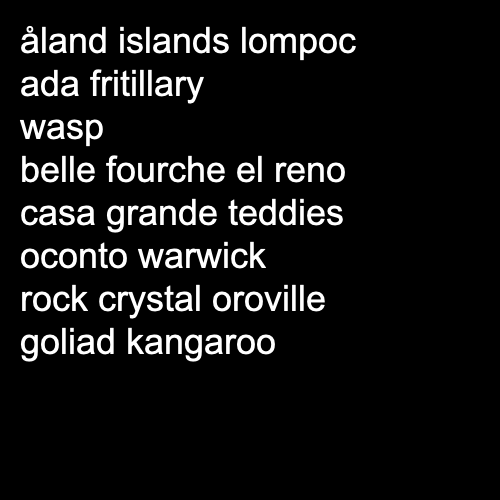 åland islands lompoc
ada fritillary
wasp
belle fourche el reno
casa grande teddies
oconto warwick
rock crystal oroville
goliad kangaroo